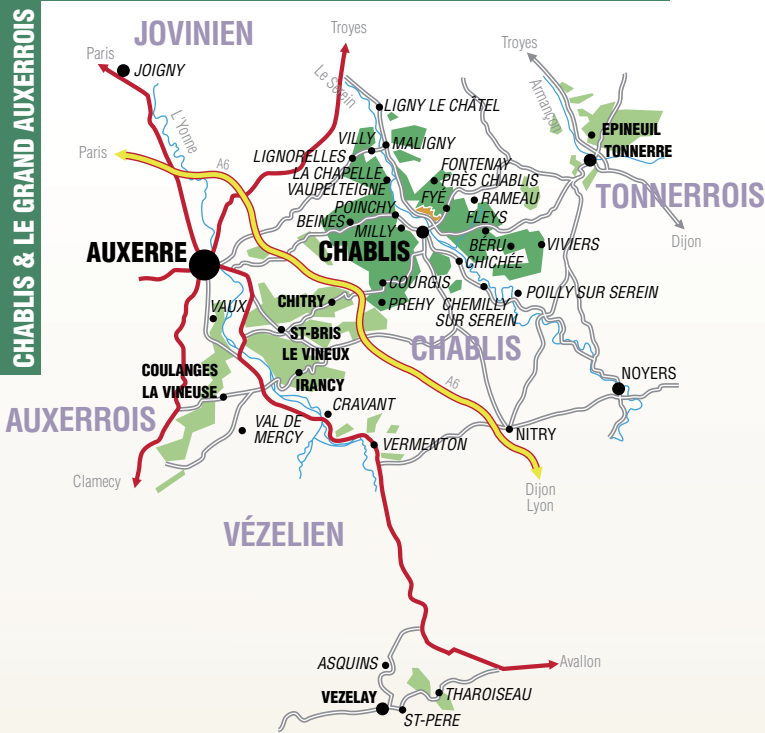 CHABLIS & LE GRAND AUXERROIS
JOVINIEN
Troyes
Troyes
Paris
JOIGNY
Le Serein
Armançon
LIGNY LE CHÂTEL
L'Yonne
EPINEUIL
VILLY
MALIGNY
TONNERRE
Paris
A6
LIGNORELLES
FONTENAY
PRÈS CHABLIS
LA CHAPELLE
VAUPELTEIGNE
FYÉ
RAMEAU
TONNERROIS
POINCHY
FLEYS
BEINES
MILLY
Dijon
AUXERRE
CHABLIS
BÉRU
VIVIERS
CHICHÉE
COURGIS
POILLY SUR SEREIN
CHITRY
PREHY
CHEMILLY
SUR SEREIN
VAUX
ST-BRIS
LE VINEUX
CHABLIS
COULANGES
LA VINEUSE
IRANCY
A6
NOYERS
AUXERROIS
CRAVANT
VAL DE
MERCY
NITRY
VERMENTON
Clamecy
Dijon
Lyon
VÉZELIEN
ASQUINS
Avallon
VEZELAY
THAROISEAU
ST-PERE